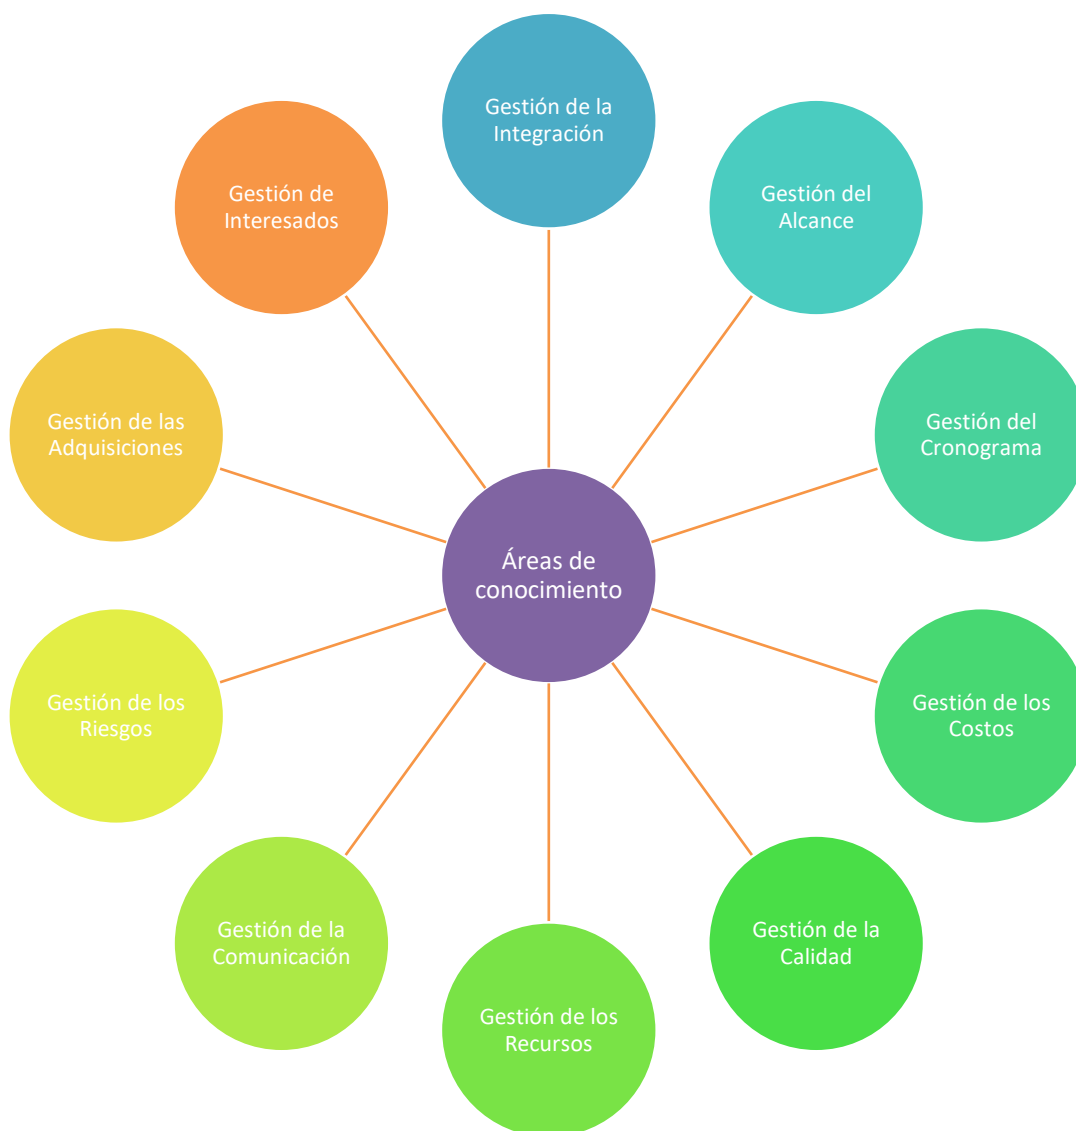 Gestión de la
Integración
Gestión del
Alcance
Gestión del
Cronograma
Gestión de los
Costos
Gestión de la
Calidad
Gestión de los
Recursos
Gestión de la
Comunicación
Gestión de los
Riesgos
Gestión de las
Adquisiciones
Gestión de
Interesados
Áreas de
conocimiento